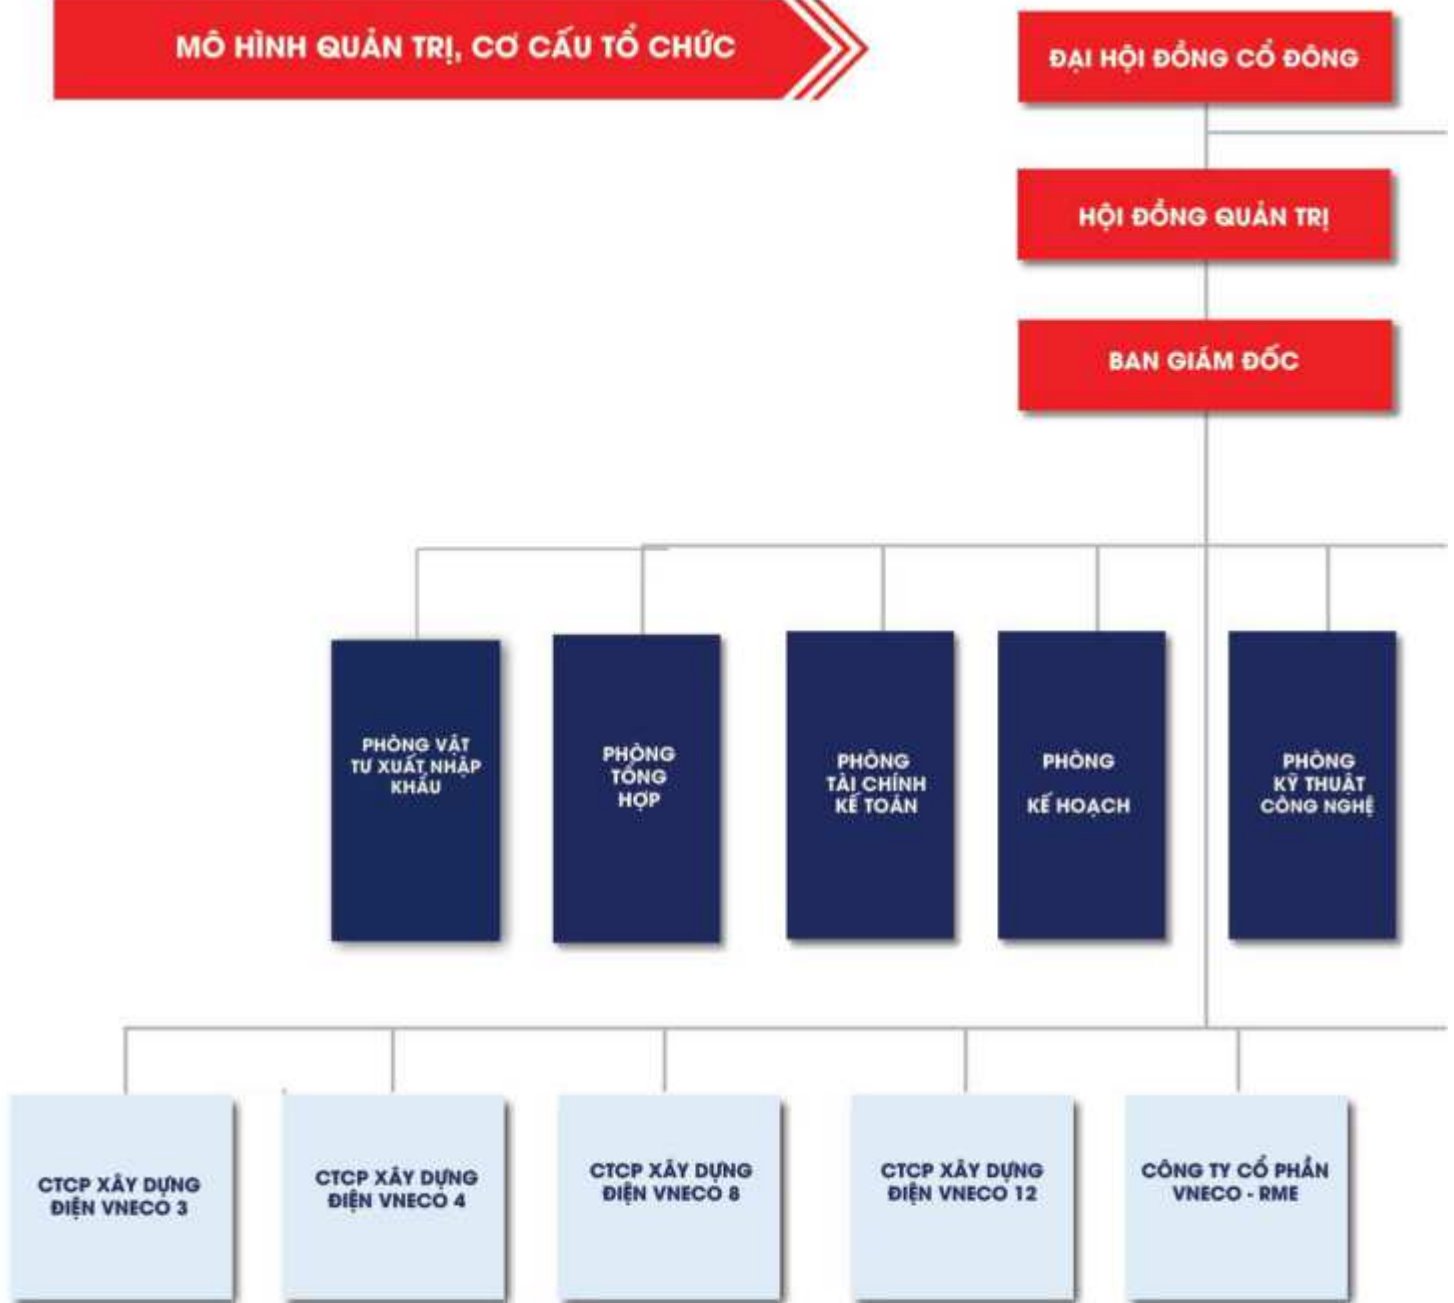 MÔ HÌNH QUẢN TRỊ, CƠ CẤU TỔ CHỨC
ĐẠI HỘI ĐỒNG CỔ ĐÔNG
HỘI ĐỒNG QUẢN TRỊ
BAN GIÁM ĐỐC
PHÒNG VẬT
TƯ XUẤT NHẬP
KHẨU
PHÒNG
TỔNG
HỢP
PHÒNG
TÀI CHÍNH
KẾ TOÁN
PHÒNG
KẾ HOẠCH
PHÒNG
KỸ THUẬT
CÔNG NGHỆ
CTCP XÂY DỰNG
ĐIỆN VNECO 3
CTCP XÂY DỰNG
ĐIỆN VNECO 4
CTCP XÂY DỰNG
ĐIỆN VNECO 8
CTCP XÂY DỰNG
ĐIỆN VNECO 12
CÔNG TY CỔ PHẦN
VNECO - RME